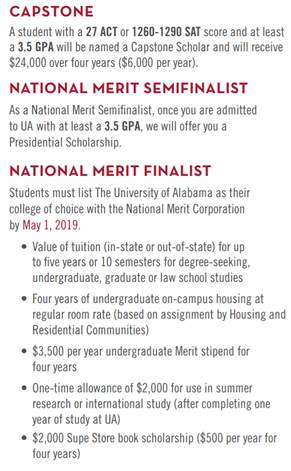 CAPSTONE
A student with a 27 ACT or 1260-1290 SAT score and at least
a 3.5 GPA will be named a Capstone Scholar and will receive
$24,000 over four years ($6,000 per year).
NATIONAL MERIT SEMIFINALIST
As a National Merit Semifinalist, once you are admitted
to UA with at least a 3.5 GPA, we will offer you a
Presidential Scholarship.
NATIONAL MERIT FINALIST
Students must list The University of Alabama as their
college of choice with the National Merit Corporation
by May 1, 2019.
• Value of tuition (in-state or out-of-state) for up
to five years or 10 semesters for degree-seeking,
undergraduate, graduate or law school studies
• Four years of undergraduate on-campus housing at
regular room rate (based on assignment by Housing and
Residential Communities)
• $3,500 per year undergraduate Merit stipend for
four years
• One-time allowance of $2,000 for use in summer
research or international study (after completing one
year of study at UA)
• $2,000 Supe Store book scholarship ($500 per year for
four years)